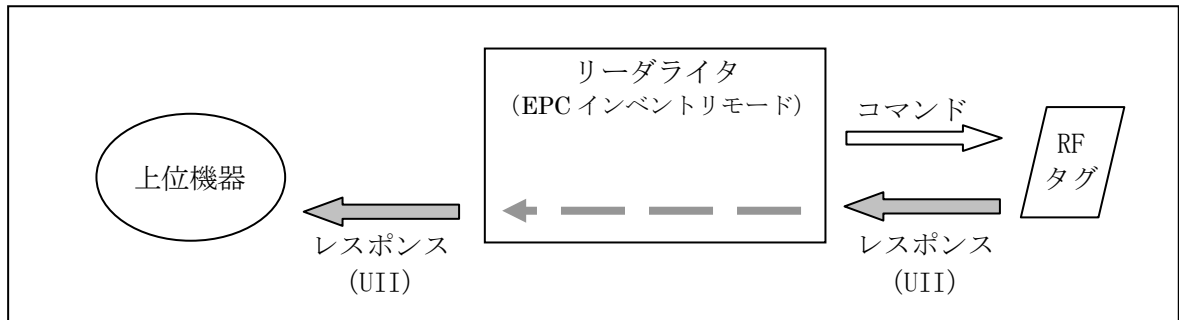 リーダライタ
（EPC インベントリモード）
コマンド
RF
タグ
上位機器
レスポンス
(UII)
レスポンス
(UII)